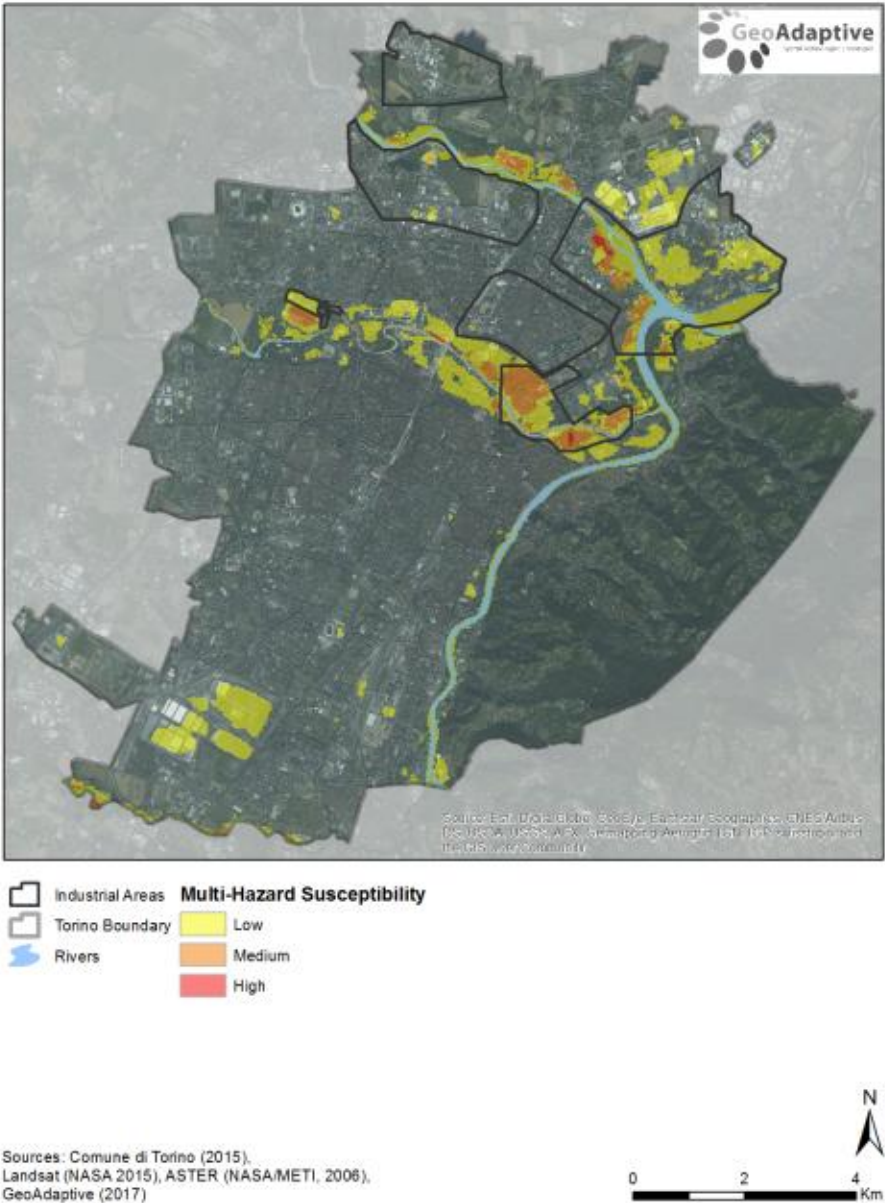 GeoAdaptive
Industrial Areas
Torino Boundary
Rivers
Multi-Hazard Susceptibility
Low
Medium
High
N
0 2 4
Km
Sources: Comune di Torino (2015),
Landsat (NASA 2015), ASTER (NASA/METI, 2006),
GeoAdaptive (2017)